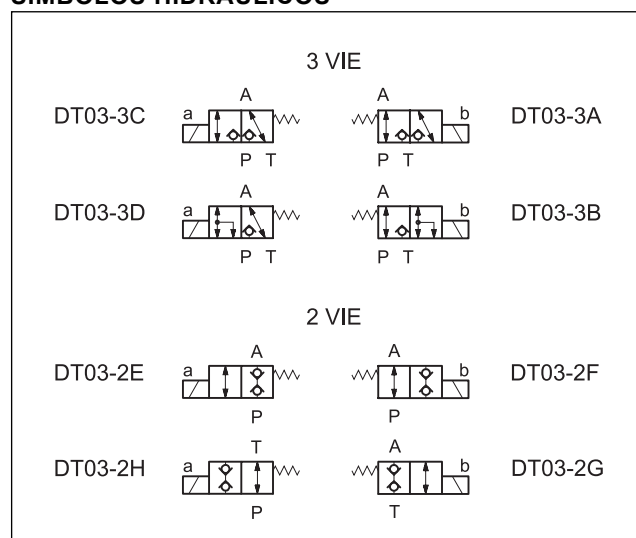 SIMBOLOS HIDRAULICOS
3 VIE
DT03-3C a A P T
A P T b DT03-3A
DT03-3D a A P T
A P T b DT03-3B
2 VIE
DT03-2E a A P
A P b DT03-2F
DT03-2H a T P
A T b DT03-2G